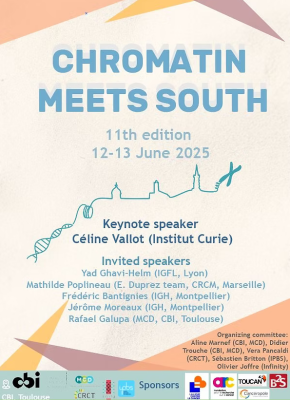 CHROMATIN
MEETS SOUTH
11th edition
12-13 June 2025
Keynote speaker
Céline Vallot (Institut Curie)
Invited speakers
Yad Ghavi-Helm (IGFL, Lyon)
Mathilde Poplineau (E. Duprez team, CRCM, Marseille)
Frédéric Bantignies (IGH, Montpellier)
Jérôme Moreaux (IGH, Montpellier)
Rafael Galupa (MCD, CBI, Toulouse)
Organizing committee:
Aline Marnef (CBI, MCD), Didier
Trouche (CBI, MCD), Vera Pancaldi
(CRCT), Sébastien Britton (IPBS),
Olivier Joffre (Infinity)
cbi
CBI, Toulouse
MCD
CRCT
ipbs
Sponsors
Canceropole
TOUCAN